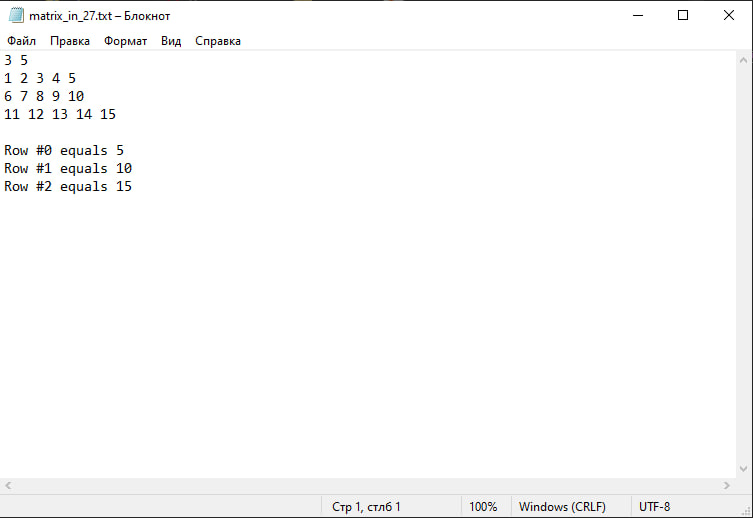 matrix_in_27.txt – Блокнот
Файл Правка Формат Вид Справка
3 5
1 2 3 4 5
6 7 8 9 10
11 12 13 14 15
Row #0 equals 5
Row #1 equals 10
Row #2 equals 15
Стр 1, стлб 1 100% Windows (CRLF) UTF-8